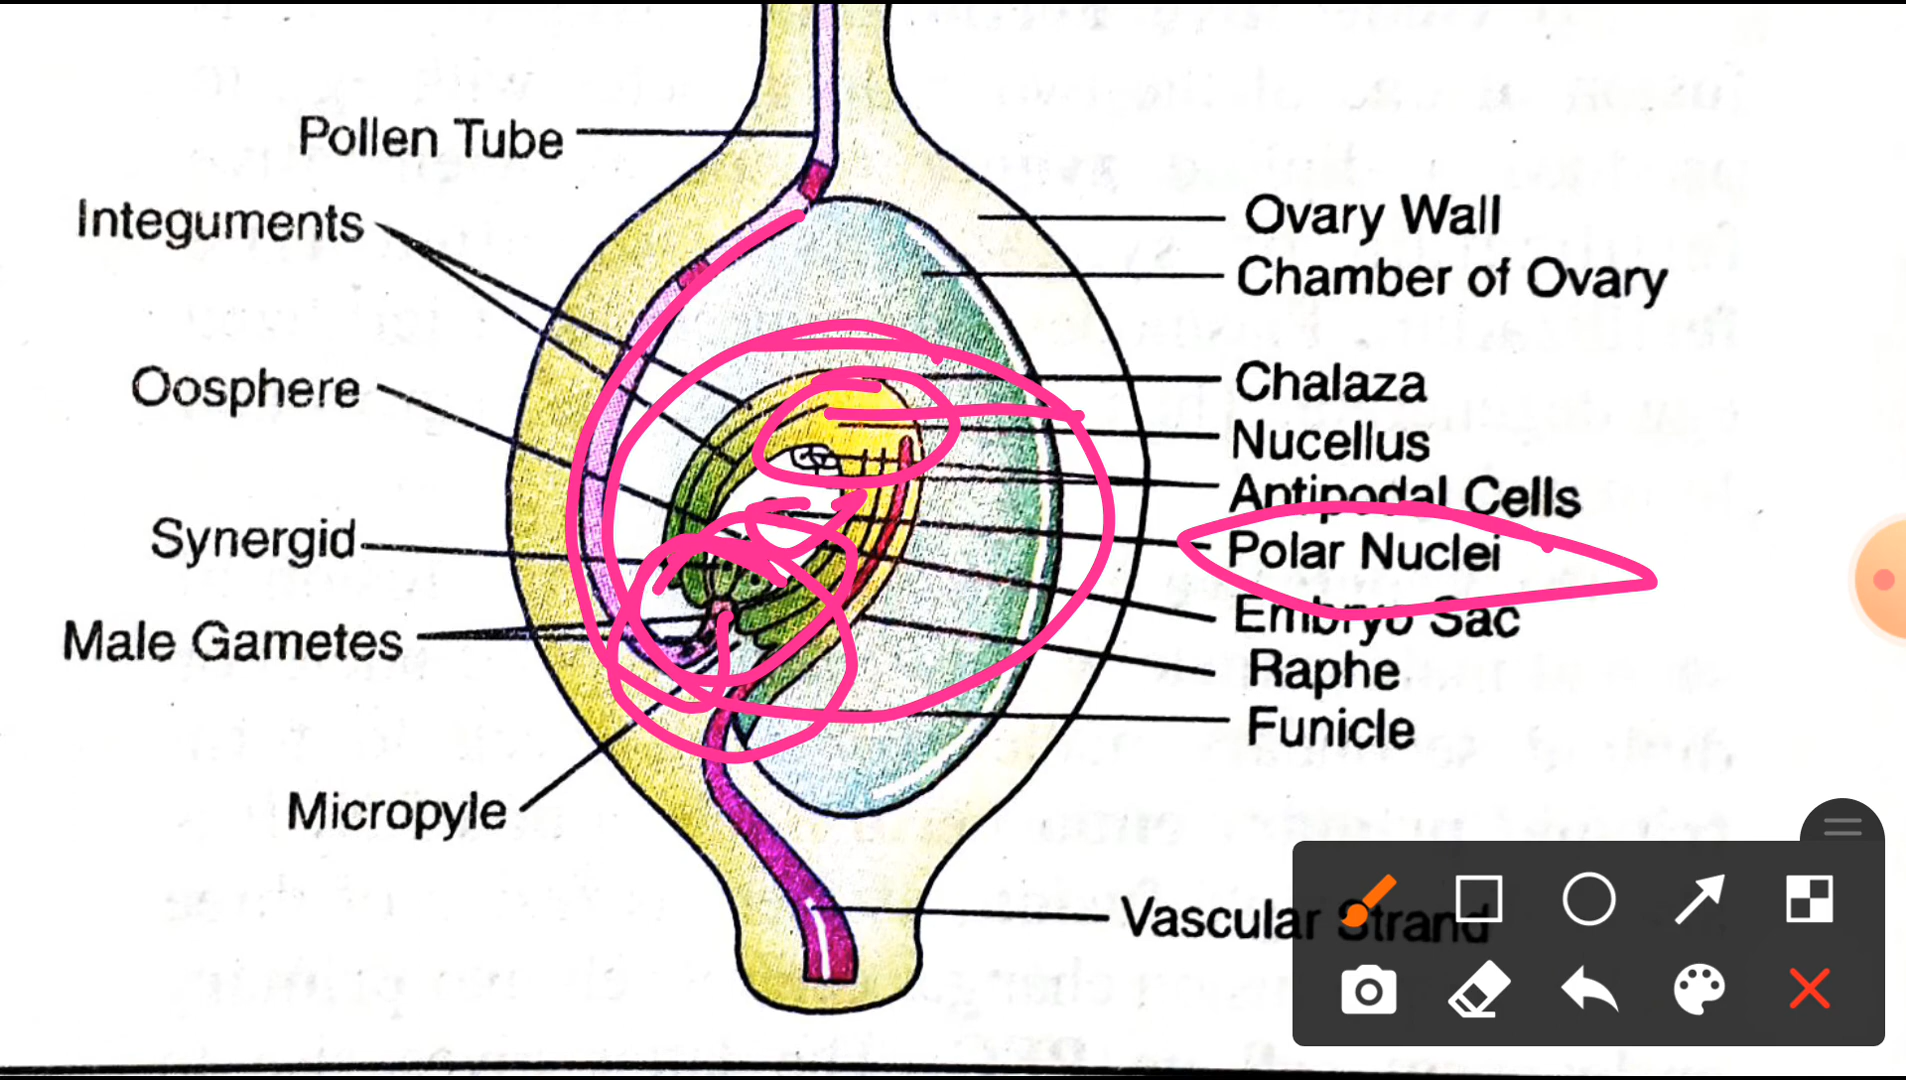 Pollen Tube
Integuments
Oosphere
Synergid
Male Gametes
Micropyle
Ovary Wall
Chamber of Ovary
Chalaza
Nucellus
Antipodal Cells
Polar Nuclei
Embryo Sac
Raphe
Funicle
Vascular Strand